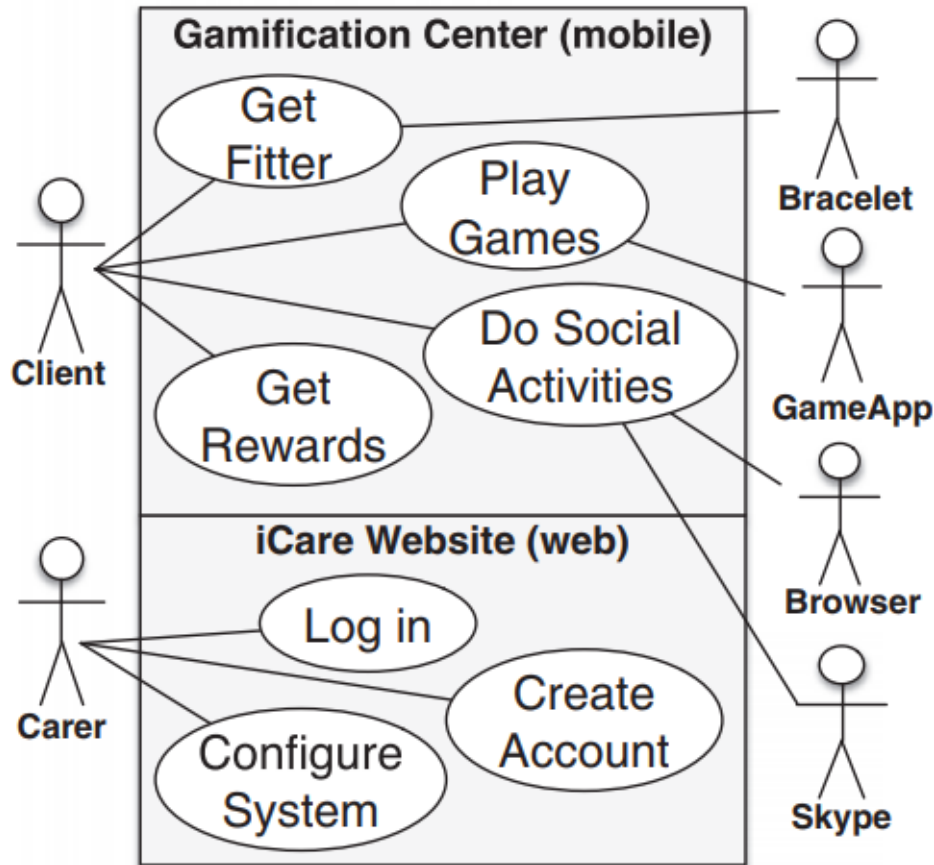 Gamification Center (mobile)
Get
Fitter
Bracelet
Play
Games
Client
Do Social
Activities
GameApp
Get
Rewards
Browser
iCare Website (web)
Log in
Carer
Create
Account
Configure
System
Skype